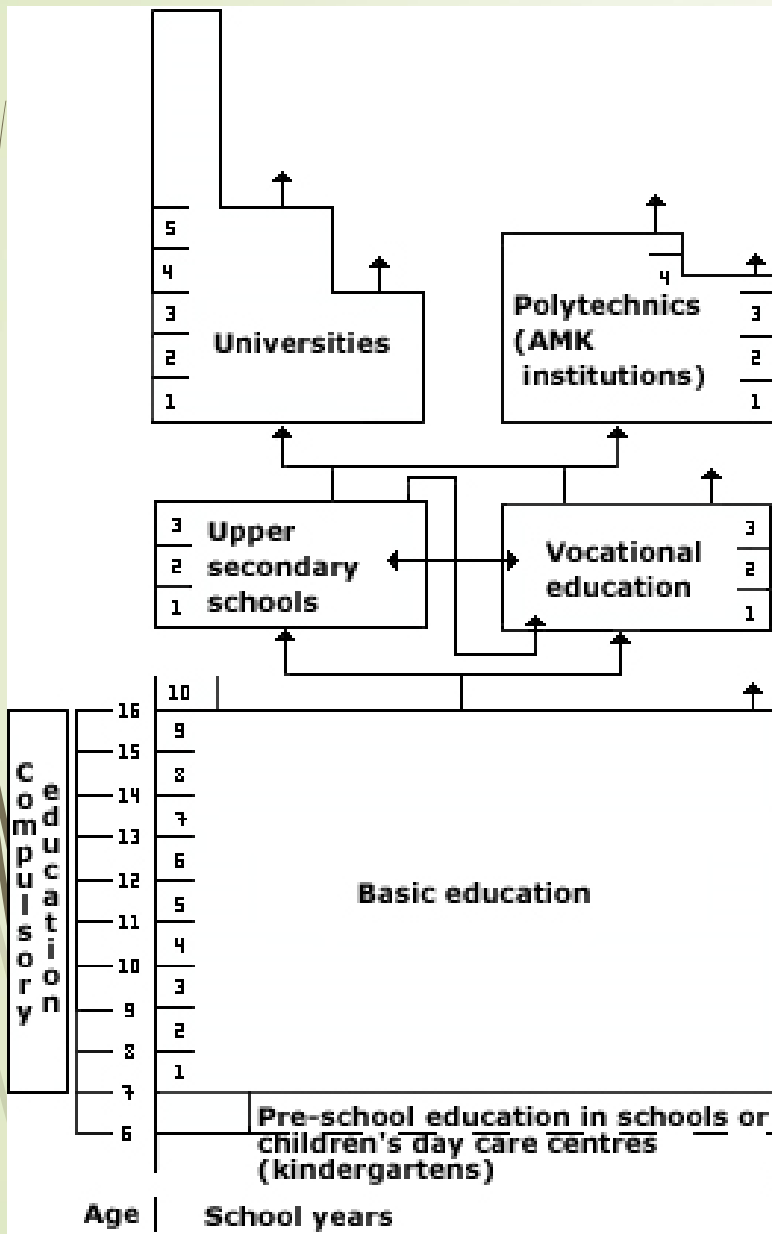 5
4
3
2
1
Universities
4
3
2
1
Polytechnics
(AMK
institutions)
3
2
1
Upper
secondary
schools
Vocational
education
3
2
1
10
9
8
7
6
5
4
3
2
1
Basic education
16
15
14
13
12
11
10
9
8
7
6
Compulsory
education
Pre-school education in schools or
children's day care centres
(kindergartens)
Age
School years